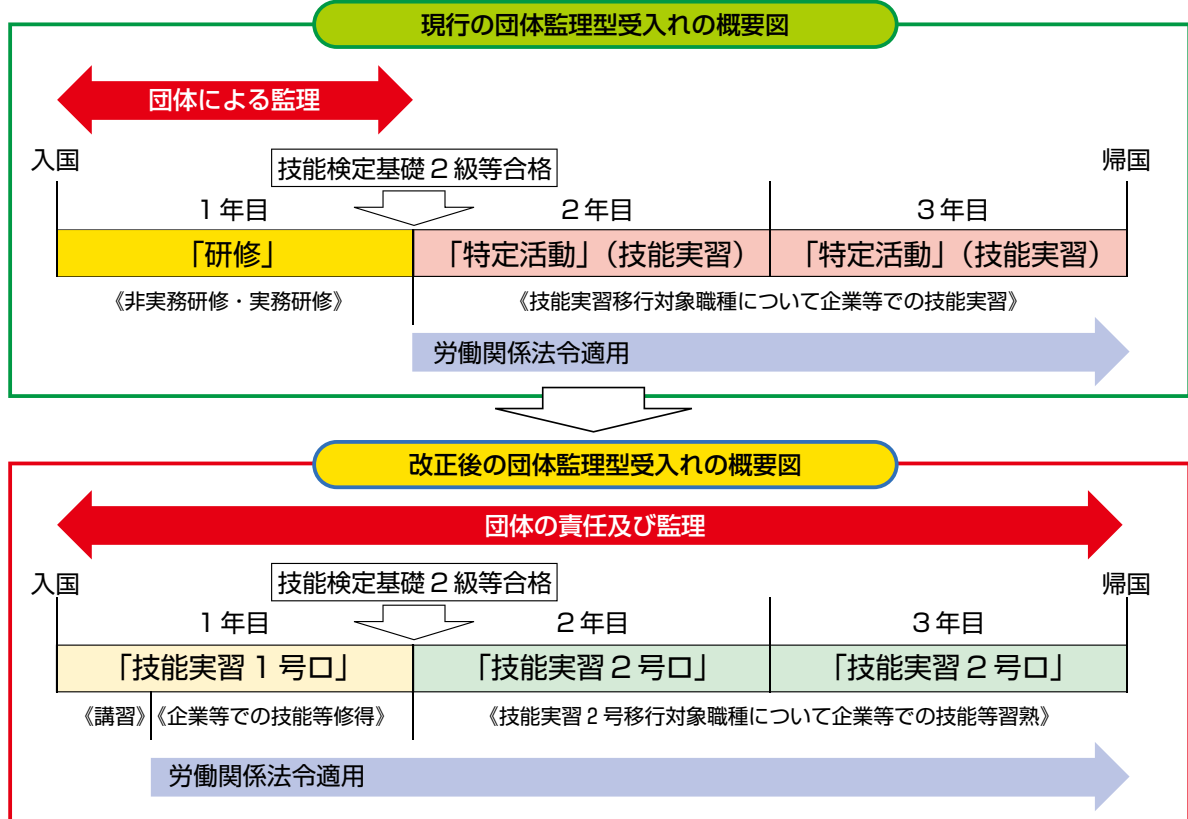 現行の団体監理型受入れの概要図
団体による監理
入国
技能検定基礎2級等合格
帰国
1年目
2年目
3年目
「研修」
「特定活動」（技能実習）
「特定活動」（技能実習）
《非実務研修・実務研修》
《技能実習移行対象職種について企業等での技能実習》
労働関係法令適用
改正後の団体監理型受入れの概要図
団体の責任及び監理
入国
技能検定基礎2級等合格
帰国
1年目
2年目
3年目
「技能実習1号ロ」
「技能実習2号ロ」
「技能実習2号ロ」
《講習》
《企業等での技能等修得》
《技能実習2号移行対象職種について企業等での技能等習熟》
労働関係法令適用